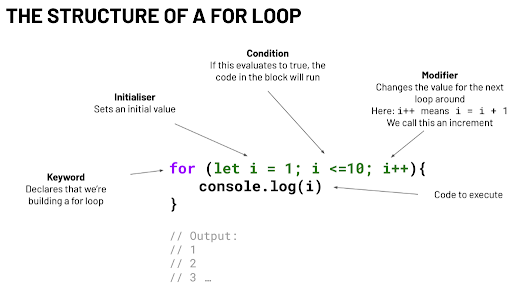 THE STRUCTURE OF A FOR LOOP
Condition
If this evaluates to true, the
code in the block will run
Modifier
Changes the value for the next
loop around
Here: i++ means i = i + 1
We call this an increment
Initialiser
Sets an initial value
Keyword
Declares that we're
building a for loop
for (let i = 1; i <=10; i++){
console.log(i)
}
Code to execute
// Output:
// 1
// 2
// 3 …